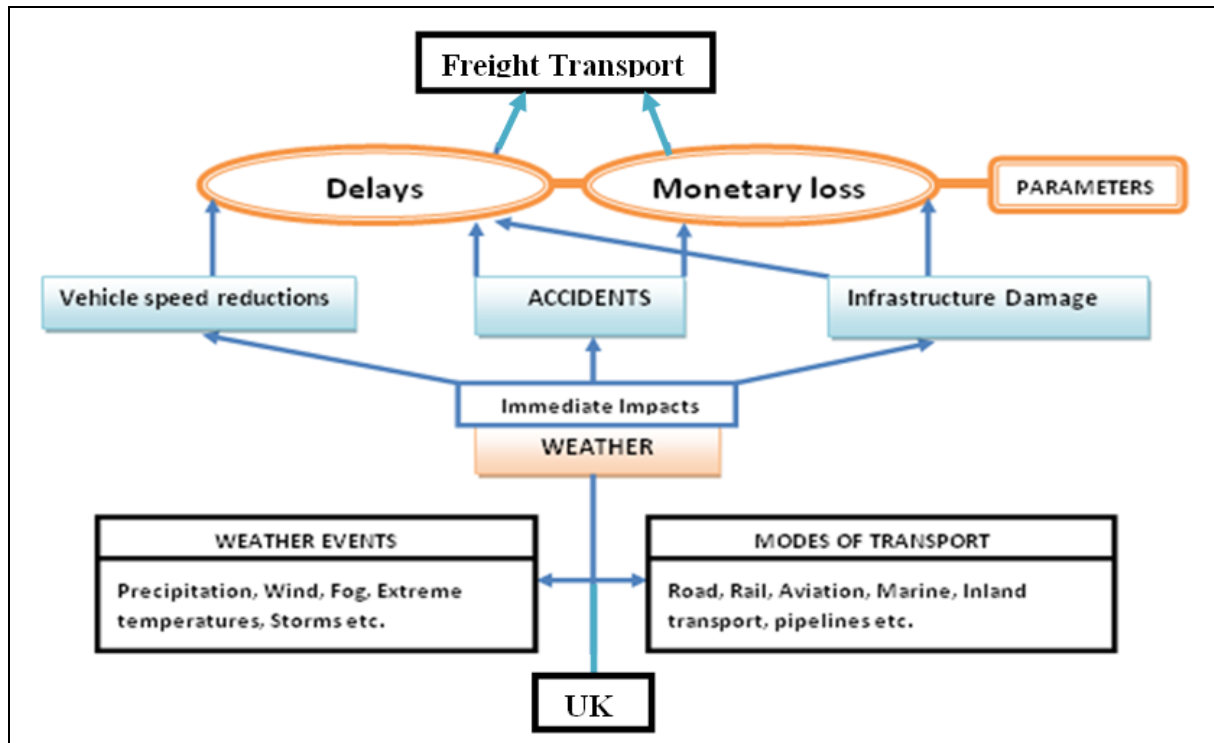 Freight Transport
Delays
Monetary loss
PARAMETERS
Vehicle speed reductions
ACCIDENTS
Infrastructure Damage
Immediate Impacts
WEATHER
WEATHER EVENTS
Precipitation, Wind, Fog, Extreme
temperatures, Storms etc.
MODES OF TRANSPORT
Road, Rail, Aviation, Marine, Inland
transport, pipelines etc.
UK